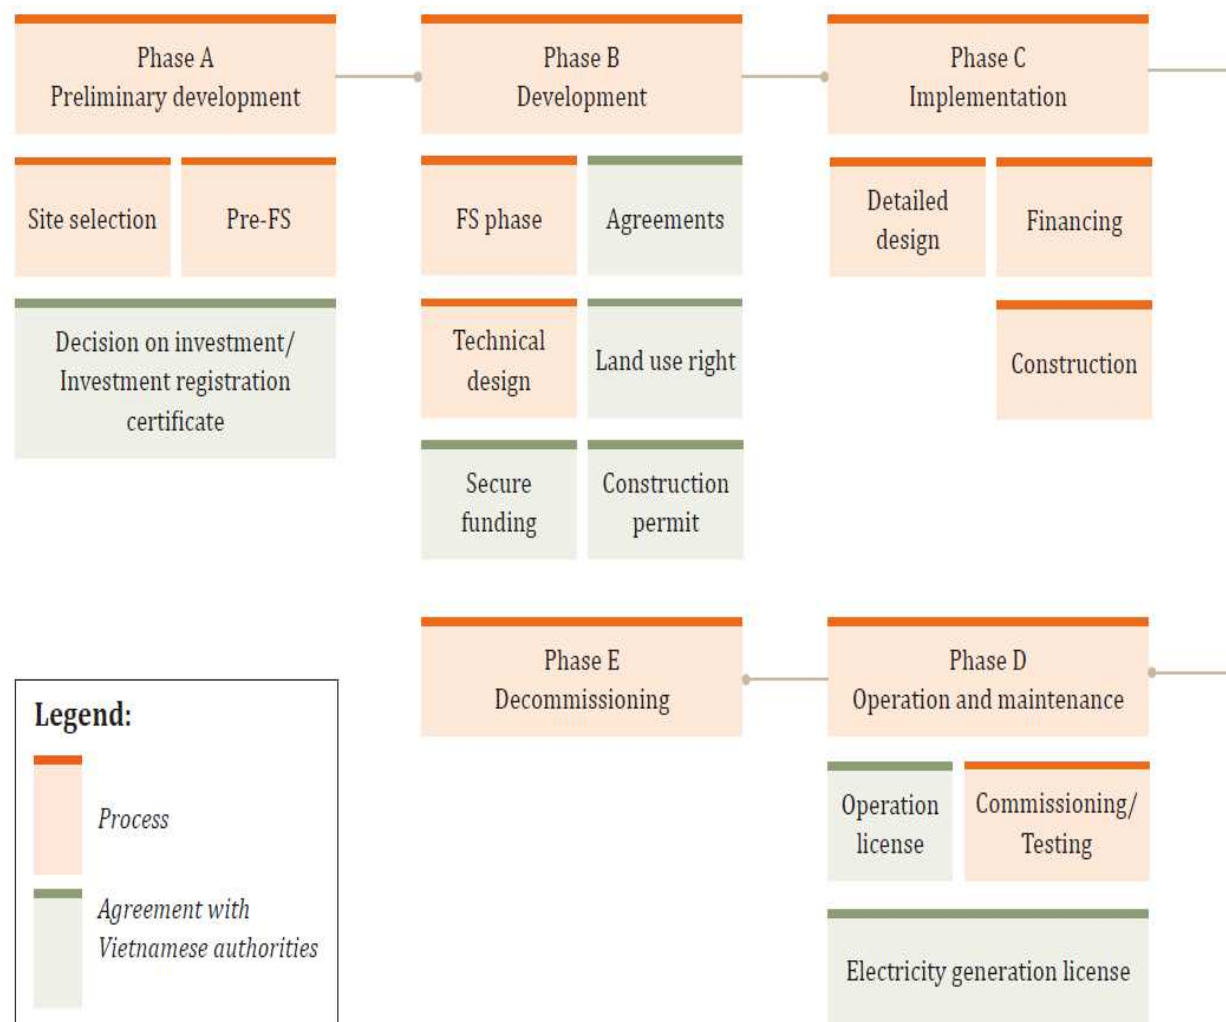 Phase A
Preliminary development
Phase B
Development
Phase C
Implementation
Site selection
Pre-FS
FS phase
Agreements
Detailed
design
Financing
Decision on investment/
Investment registration
certificate
Technical
design
Land use right
Construction
Secure
funding
Construction
permit
Phase E
Decommissioning
Phase D
Operation and maintenance
Operation
license
Commissioning/
Testing
Electricity generation license
Legend:
Process
Agreement with
Vietnamese authorities